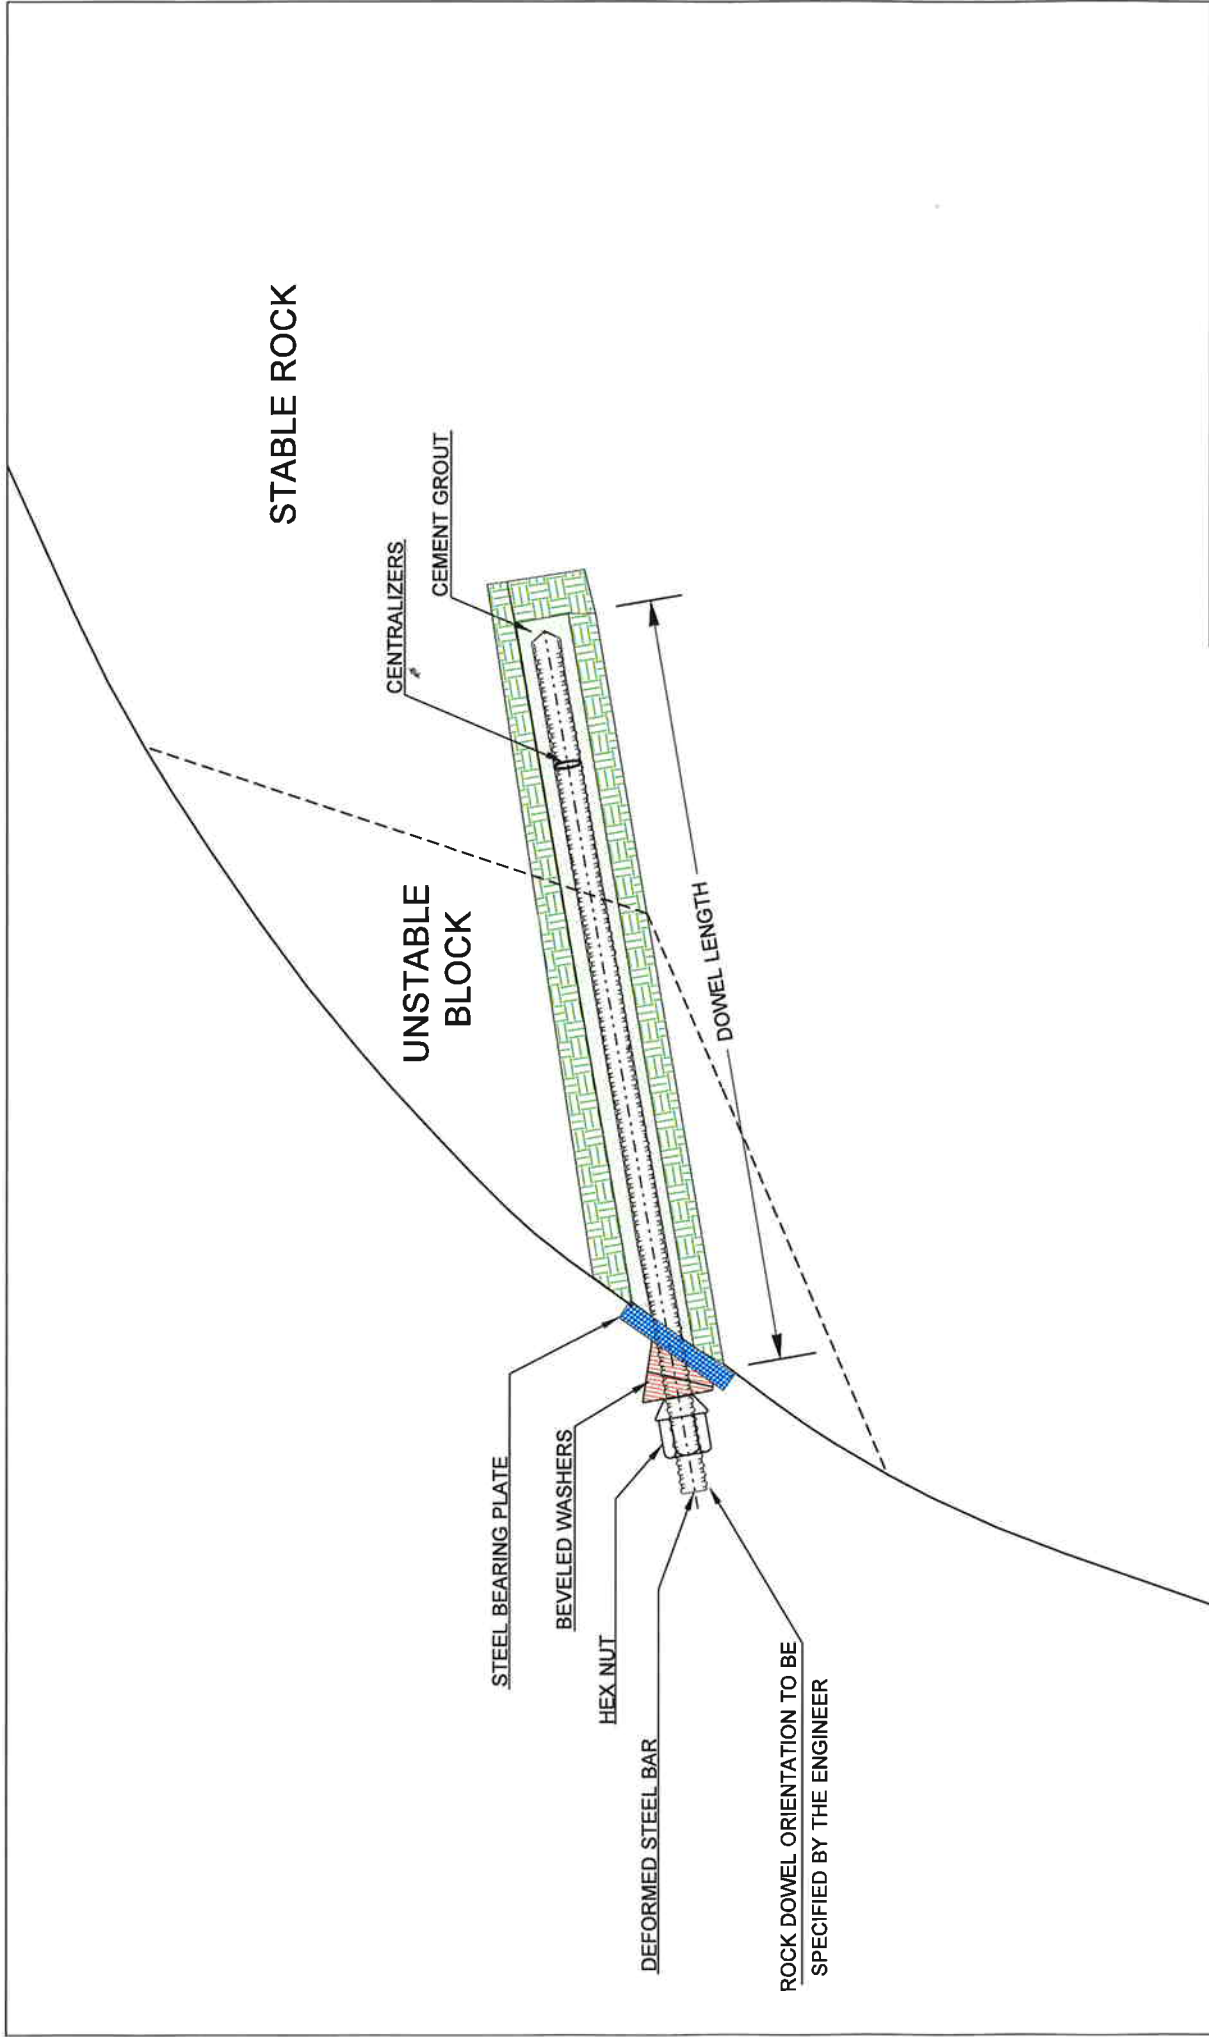 STABLE ROCK
CENTRALIZERS
CEMENT GROUT
UNSTABLE
BLOCK
DOWEL LENGTH
STEEL BEARING PLATE
BEVELED WASHERS
HEX NUT
DEFORMED STEEL BAR
ROCK DOWEL ORIENTATION TO BE
SPECIFIED BY THE ENGINEER